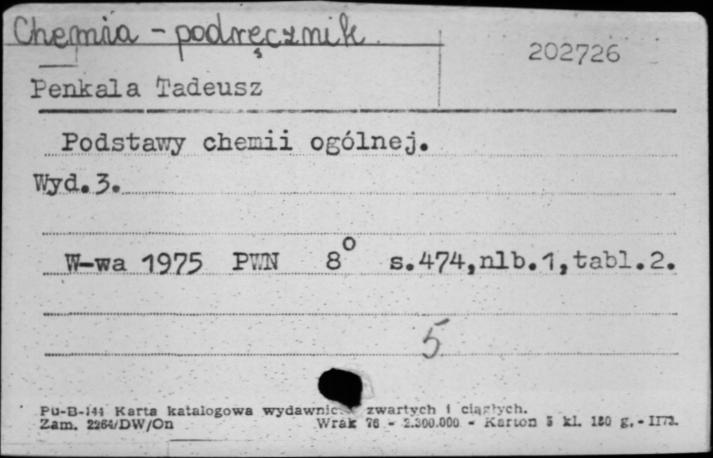 Chemia - podręcznik
202726
Penkala Tadeusz
Podstawy chemii ogólnej.
Wyd. 3.
W-wa 1975 PWN 8° s.474,nlb.1,tabl.2.
5
Pu-B-144 Karta katalogowa wydawnictw zwartych i ciągłych.
Zam. 2264/DW/On Wrak 76 - 2.300.000 - Karton 5 kl. 180 g.